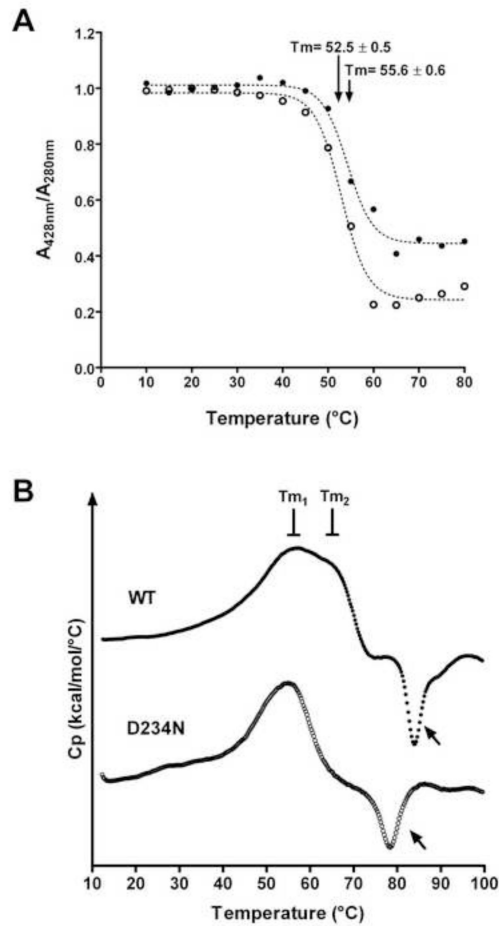 A
Tm= 52.5 ± 0.5
Tm= 55.6 ± 0.6
A428nm/A280nm
1.2
1.0
0.8
0.6
0.4
0.2
0.0
0 10 20 30 40 50 60 70 80
Temperature (°C)
B
Tm1 Tm2
WT
D234N
Cp (kcal/mol/°C)
10 20 30 40 50 60 70 80 90 100
Temperature (°C)